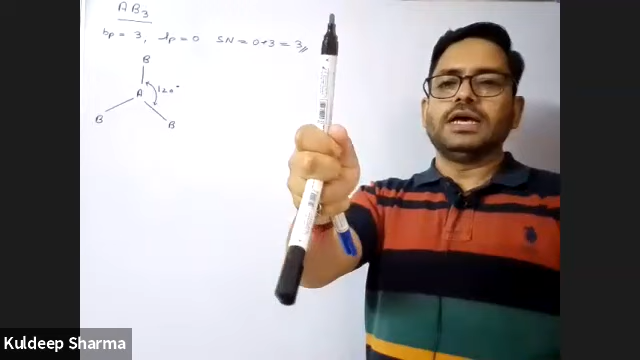 AB3
bp = 3, lp = 0 SN = 0+3 = 3
B
120°
A
B B
Kuldeep Sharma